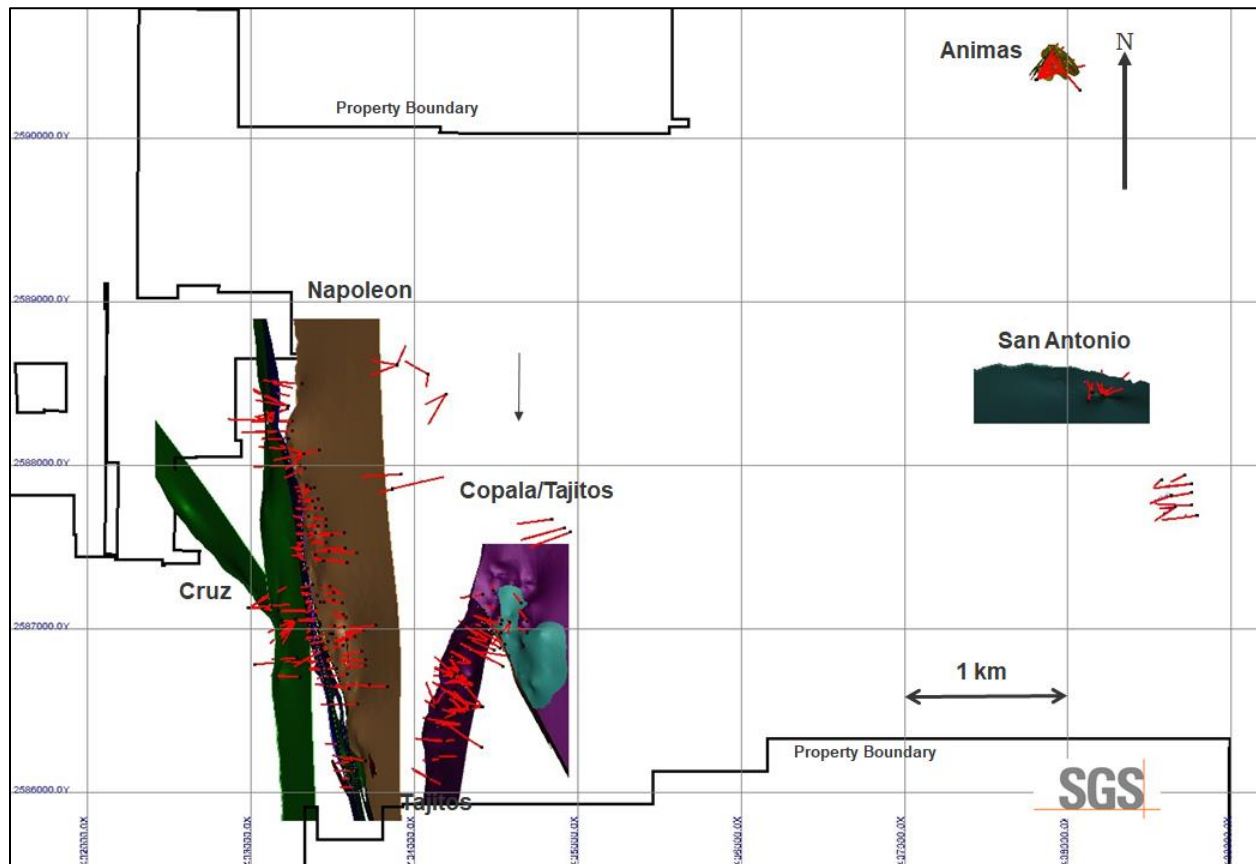 Animas
N
Property Boundary
2590000.0Y
Napoleon
2589000.0Y
San Antonio
2588000.0Y
Copala/Tajitos
Cruz
2587000.0Y
1 km
Property Boundary
SGS
2586000.0Y
Tajitos